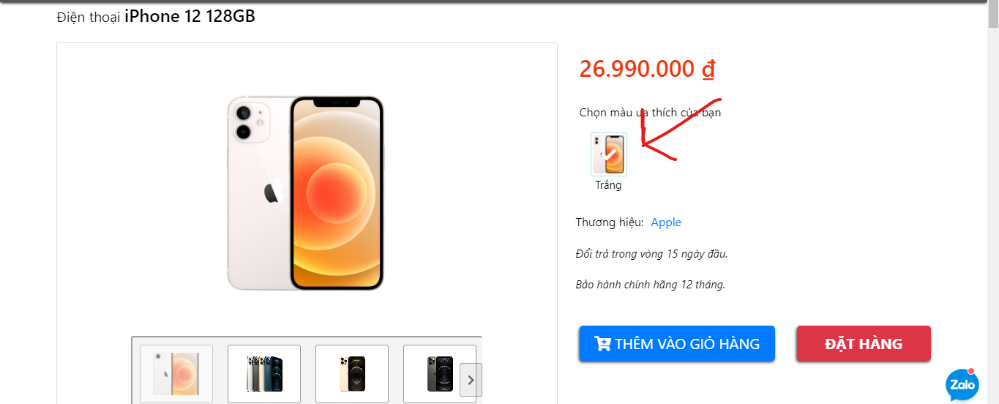 Điện thoại iPhone 12 128GB
26.990.000 ₫
Chọn màu ưa thích của bạn
Trắng
Thương hiệu: Apple
Đổi trả trong vòng 15 ngày đầu.
Bảo hành chính hãng 12 tháng.
THÊM VÀO GIỎ HÀNG
ĐẶT HÀNG
Zalo